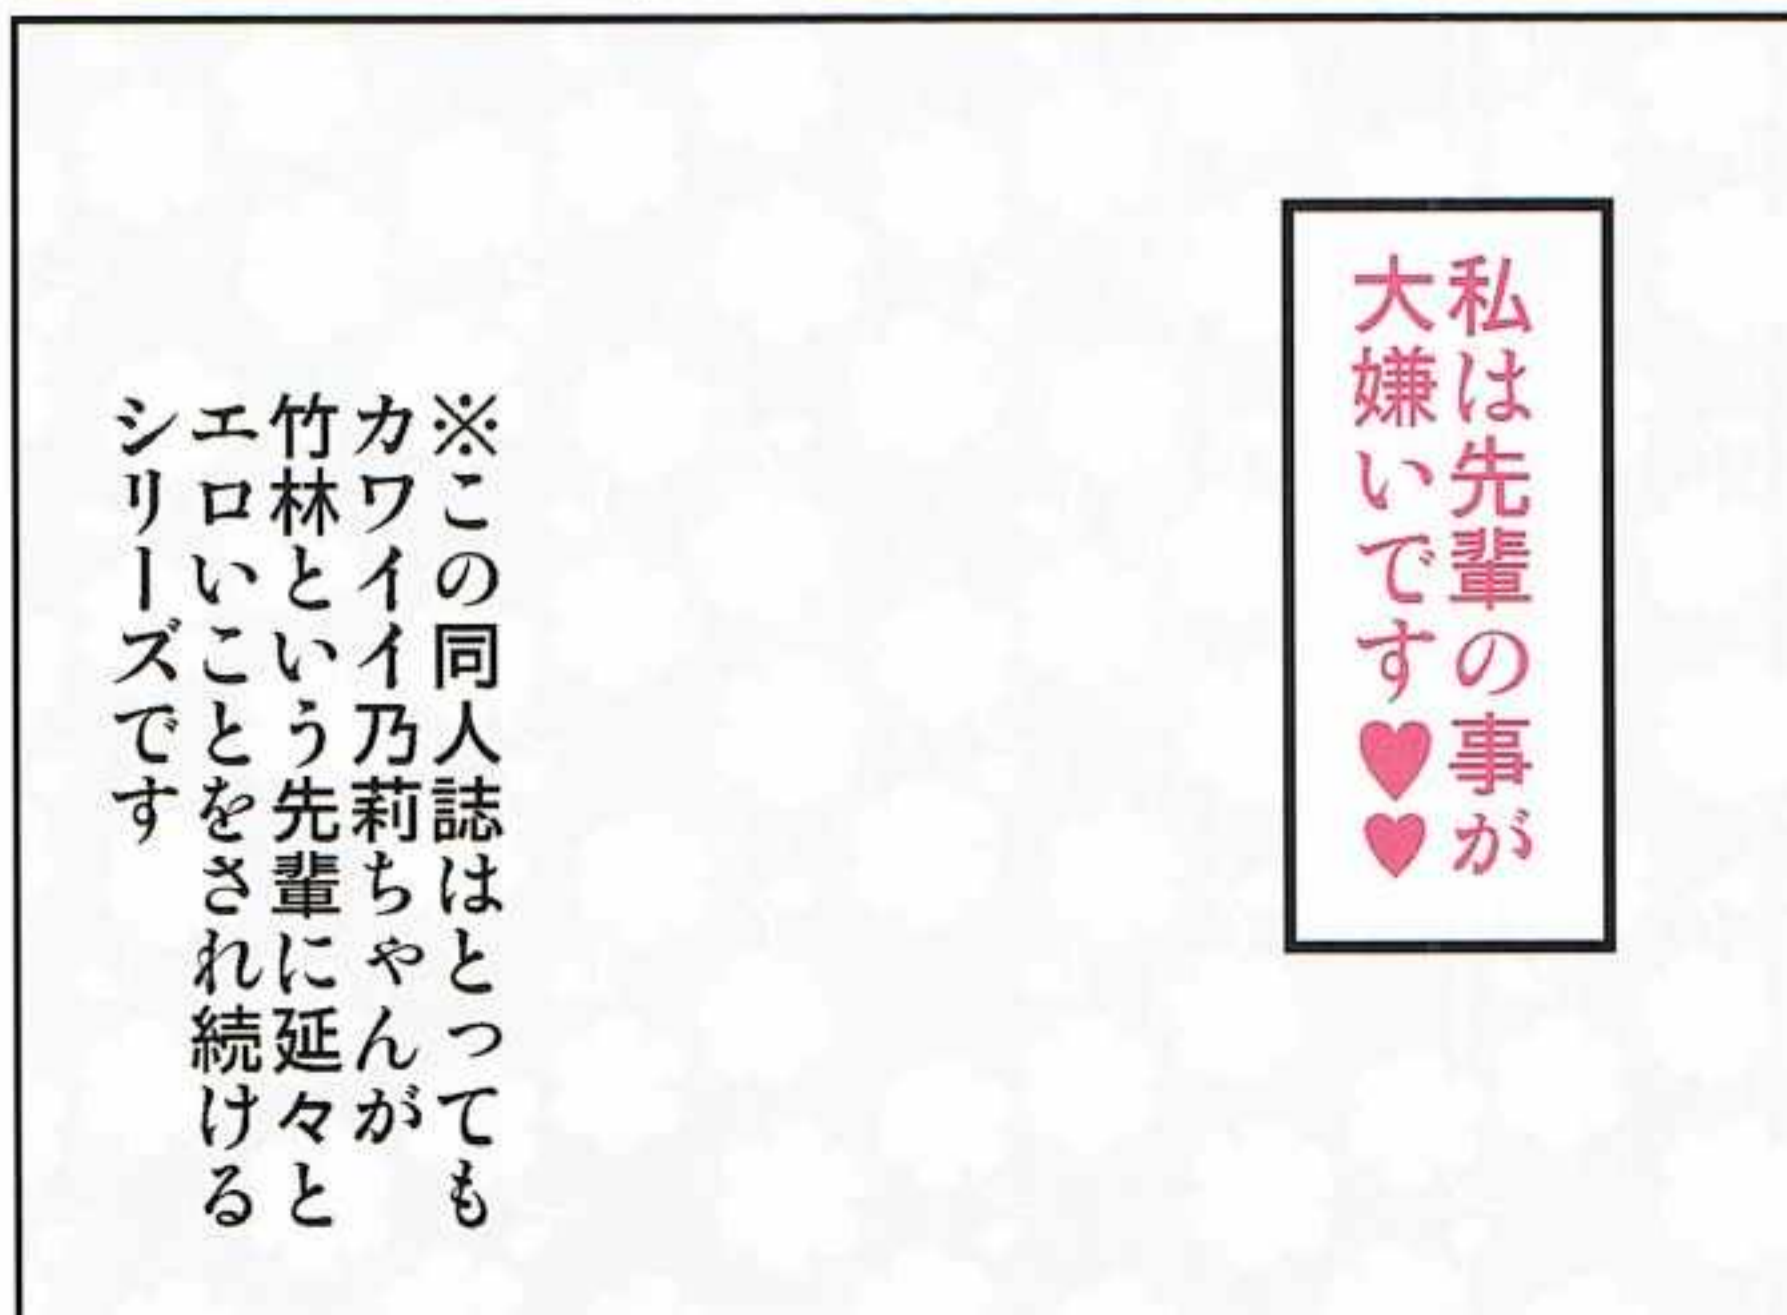 私は先輩の事が
大嫌いです♥♥
※この同人誌はとっても
カワイイ乃莉ちゃんが
竹林という先輩に延々と
エロいことをされ続ける
シリーズです